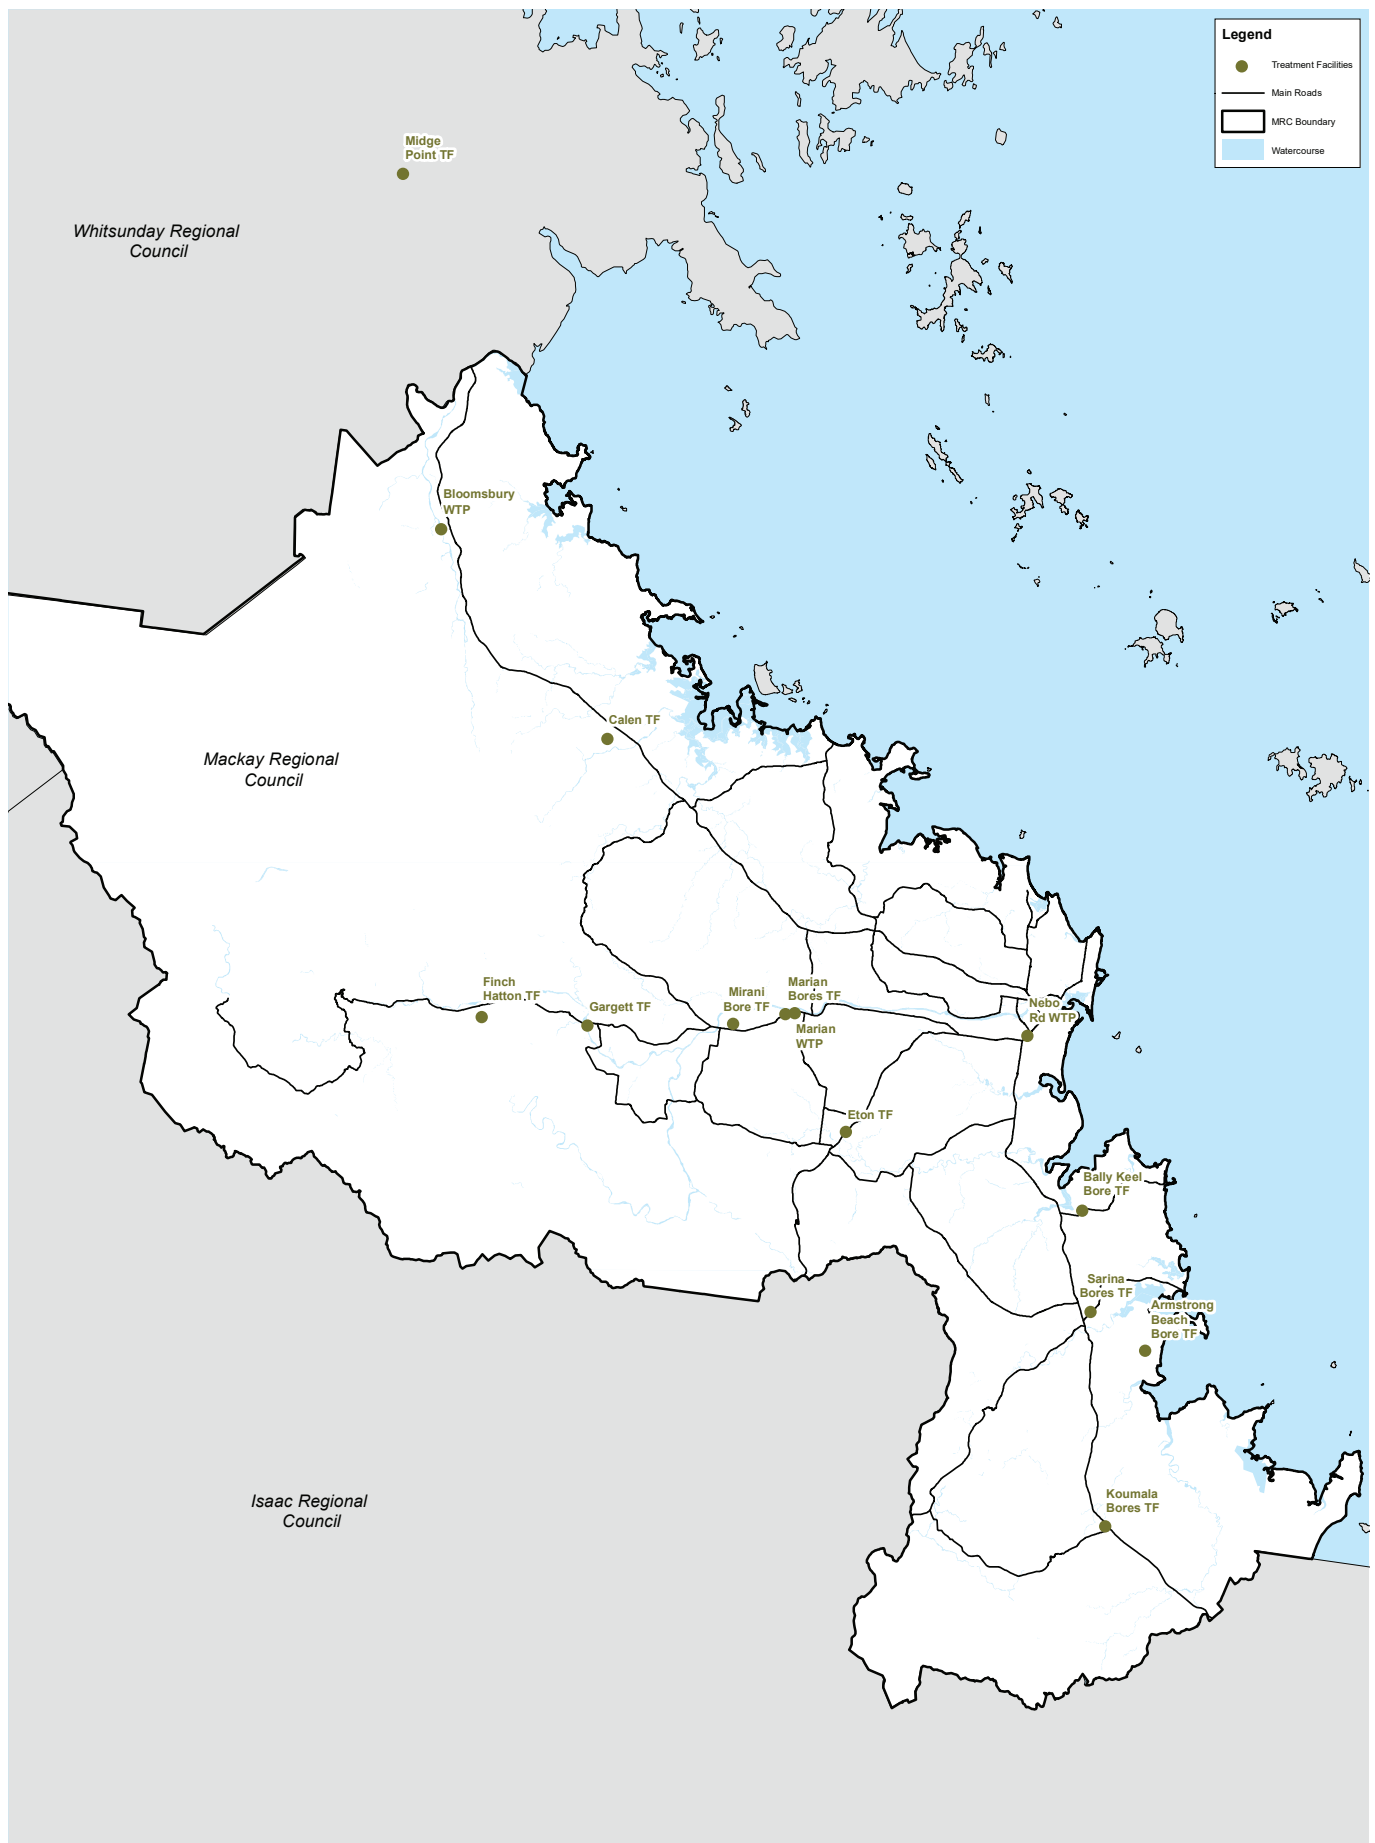 Legend
Treatment Facilities
Main Roads
MRC Boundary
Watercourse
Midge
Point TF
Whitsunday Regional
Council
Bloomsbury
WTP
Calen TF
Mackay Regional
Council
Finch
Hatton TF
Gargett TF
Mirani
Bore TF
Marian
Bores TF
Marian
WTP
Nebo
Rd WTP
Eton TF
Bally Keel
Bore TF
Sarina
Bores TF
Armstrong
Beach
Bore TF
Koumala
Bores TF
Isaac Regional
Council